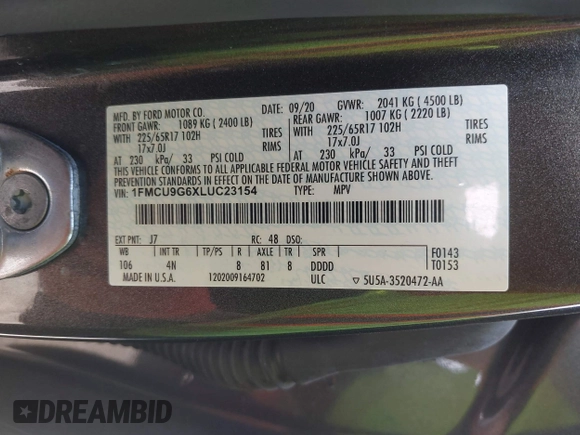 MFD. BY FORD MOTOR CO.
DATE: 09/20 GVWR: 2041 KG ( 4500 LB)
FRONT GAWR: 1089 KG ( 2400 LB) REAR GAWR: 1007 KG ( 2220 LB)
WITH 225/65R17 102H TIRES WITH 225/65R17 102H TIRES
17x7.0J RIMS 17x7.0J RIMS
AT 230 kPa/ 33 PSI COLD AT 230 kPa/ 33 PSI COLD
THIS VEHICLE CONFORMS TO ALL APPLICABLE FEDERAL MOTOR VEHICLE SAFETY AND THEFT
PREVENTION STANDARDS IN EFFECT ON THE DATE OF MANUFACTURE SHOWN ABOVE.
VIN: 1FMCU9G6XLUC23154 TYPE: MPV
EXT PNT: J7 RC: 48 DSO: F0143
WB INT TR TP/PS R AXLE TR SPR T0153
106 4N 8 81 8 DDDD
MADE IN U.S.A. 1202009164702 ULC ▽ 5U5A-3520472-AA
DREAMBID